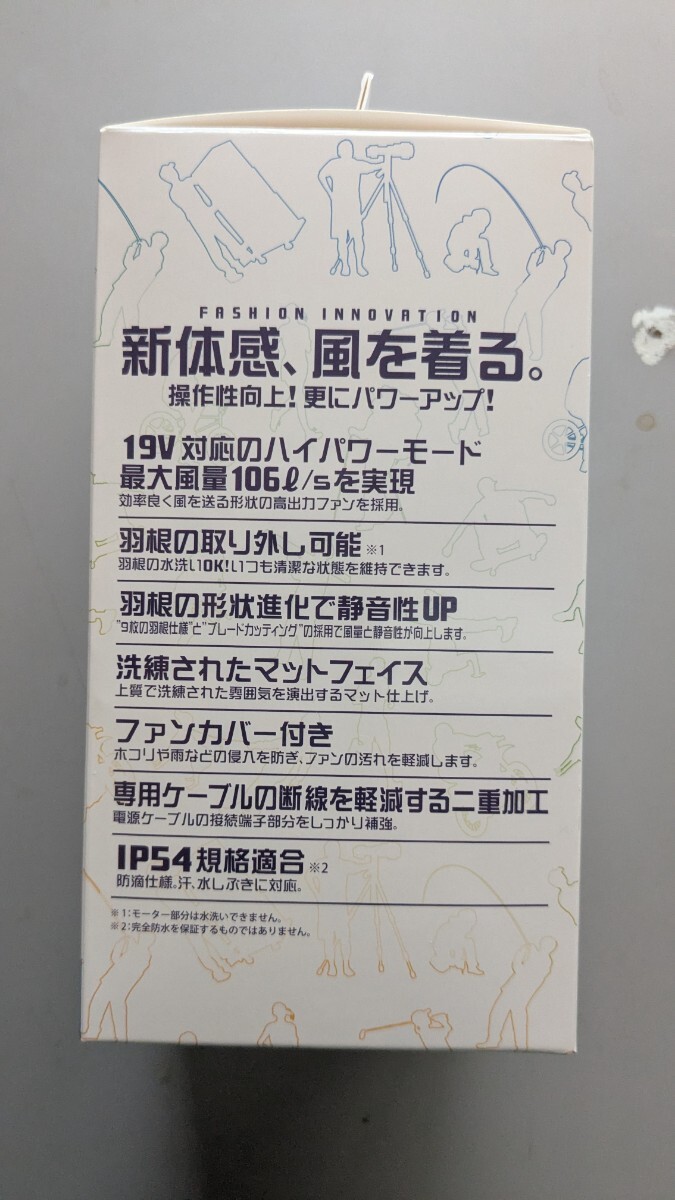 FASHION INNOVATION
新体感、風を着る。
操作性向上!更にパワーアップ!
19V対応のハイパワーモード
最大風量106ℓ/sを実現
効率良く風を送る形状の高出力ファンを採用。
羽根の取り外し可能※1
羽根の水洗いOK!いつも清潔な状態を維持できます。
羽根の形状進化で静音性UP
"9枚の羽根仕様"と"ブレードカッティング"の採用で風量と静音性が向上します。
洗練されたマットフェイス
上質で洗練された雰囲気を演出するマット仕上げ。
ファンカバー付き
ホコリや雨などの侵入を防ぎ、ファンの汚れを軽減します。
専用ケーブルの断線を軽減する二重加工
電源ケーブルの接続端子部分をしっかり補強。
IP54規格適合※2
防滴仕様。汗、水しぶきに対応。
※1:モーター部分は水洗いできません。
※2:完全防水を保証するものではありません。